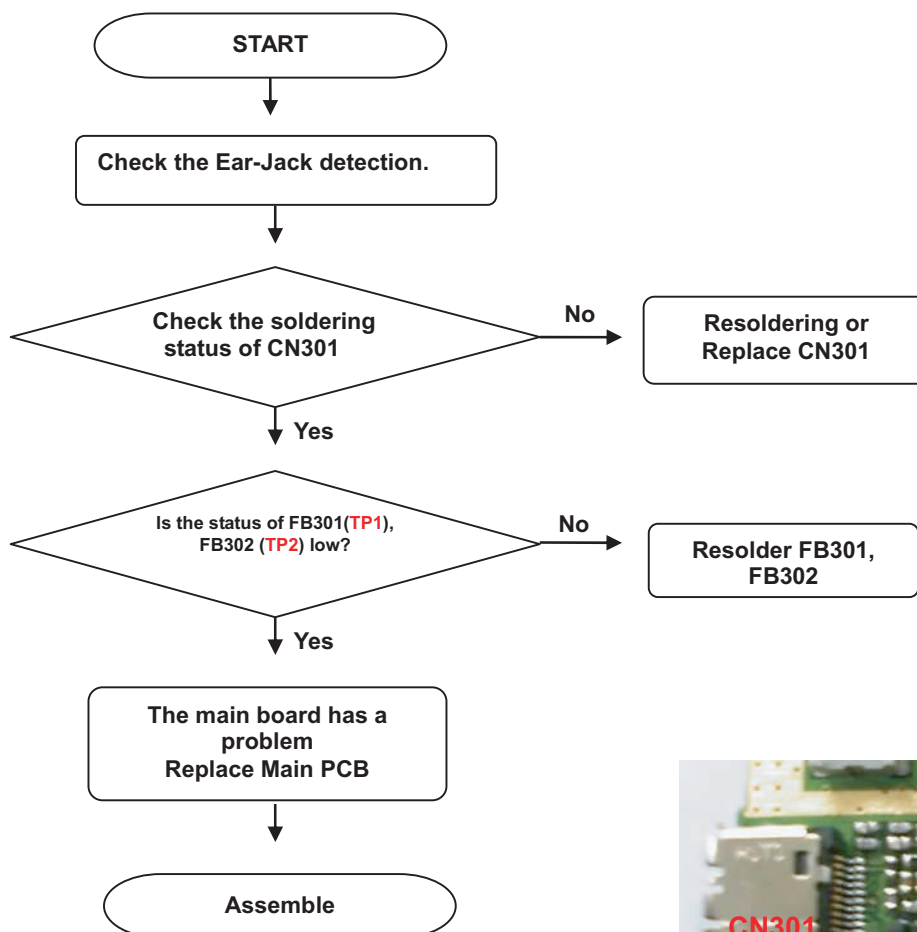 START
Check the Ear-Jack detection.
Check the soldering
status of CN301
No
Resoldering or
Replace CN301
Yes
Is the status of FB301(TP1),
FB302 (TP2) low?
No
Resolder FB301,
FB302
Yes
The main board has a
problem
Replace Main PCB
Assemble
CN301